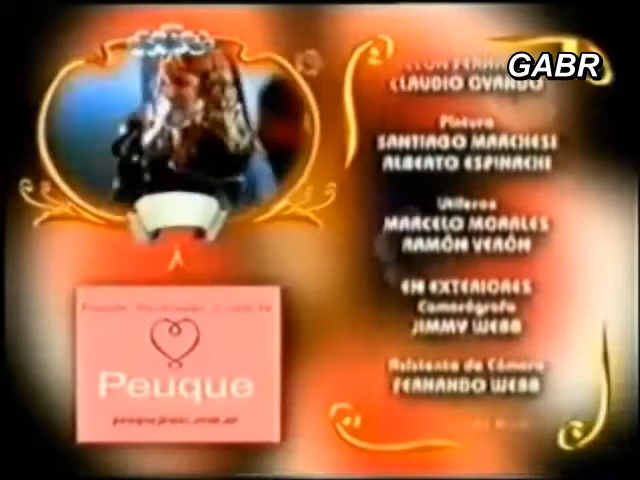 GABR
CLAUDIO OVANDO
Pintura
SANTIAGO MARCHESI
ALBERTO ESPINACHI
Utileros
MARCELO MORALES
RAMÓN VERÓN
EN EXTERIORES
Camarógrafo
JIMMY WEBB
Asistente de Cámara
FERNANDO WEBB
Peuque